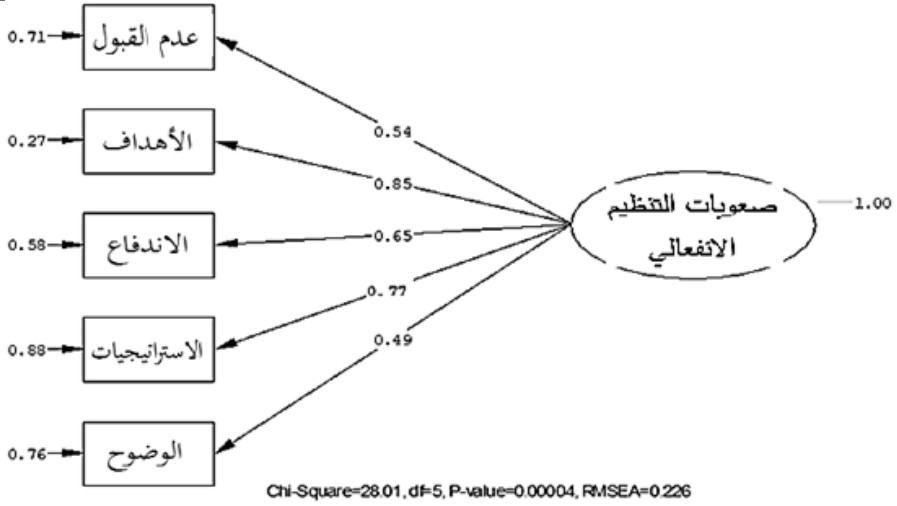 0.71 عدم القبول
0.54
0.27 الأهداف
0.85
صعوبات التنظيم
1.00
0.65
0.58 الاندفاع
الانفعالي
0.77
0.88 الاستراتيجيات
0.49
0.76 الوضوح
Chi-Square=28.01, df=5, P-value=0.00004, RMSEA=0.226